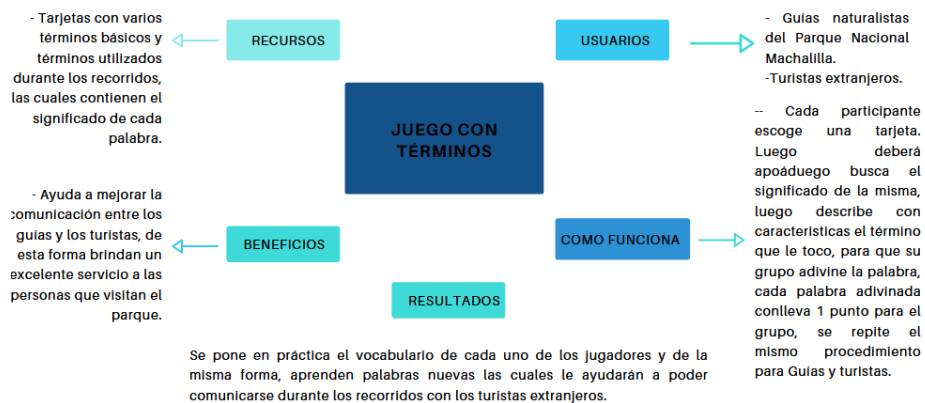 - Tarjetas con varios
términos básicos y
términos utilizados
durante los recorridos,
las cuales contienen el
significado de cada
palabra.
RECURSOS
USUARIOS
- Guías naturalistas
del Parque Nacional
Machalilla.
-Turistas extranjeros.
JUEGO CON
TÉRMINOS
- Ayuda a mejorar la
comunicación entre los
guías y los turistas, de
esta forma brindan un
excelente servicio a las
personas que visitan el
parque.
BENEFICIOS
COMO FUNCIONA
-- Cada participante
escoge una tarjeta.
Luego deberá
apoáduego busca el
significado de la misma,
luego describe con
caracteristicas el término
que le toco, para que su
grupo adivine la palabra,
cada palabra adivinada
conlleva 1 punto para el
grupo, se repite el
mismo procedimiento
para Guías y turistas.
RESULTADOS
Se pone en práctica el vocabulario de cada uno de los jugadores y de la
misma forma, aprenden palabras nuevas las cuales le ayudarán a poder
comunicarse durante los recorridos con los turistas extranjeros.